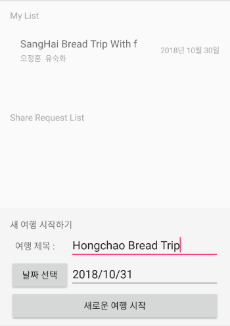 My List
SangHai Bread Trip With f
2018년 10월 30일
으정훈 유숙화
Share Request List
새 여행 시작하기
여행 제목 :
Hongchao Bread Trip
날짜 선택
2018/10/31
새로운 여행 시작